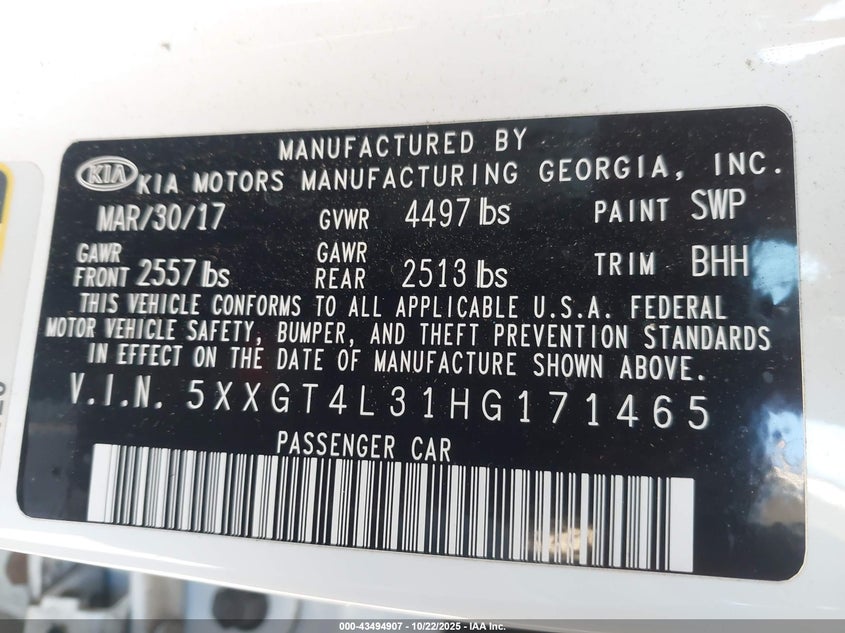 MANUFACTURED BY
KIA KIA MOTORS MANUFACTURING GEORGIA, INC.
MAR/30/17 GVWR 4497 lbs PAINT SWP
GAWR FRONT 2557 lbs GAWR REAR 2513 lbs TRIM BHH
THIS VEHICLE CONFORMS TO ALL APPLICABLE U.S.A. FEDERAL
MOTOR VEHICLE SAFETY, BUMPER, AND THEFT PREVENTION STANDARDS
IN EFFECT ON THE DATE OF MANUFACTURE SHOWN ABOVE.
V.I.N. 5XXGT4L31HG171465
PASSENGER CAR
000-43494907 - 10/22/2025 - © IAA Inc.